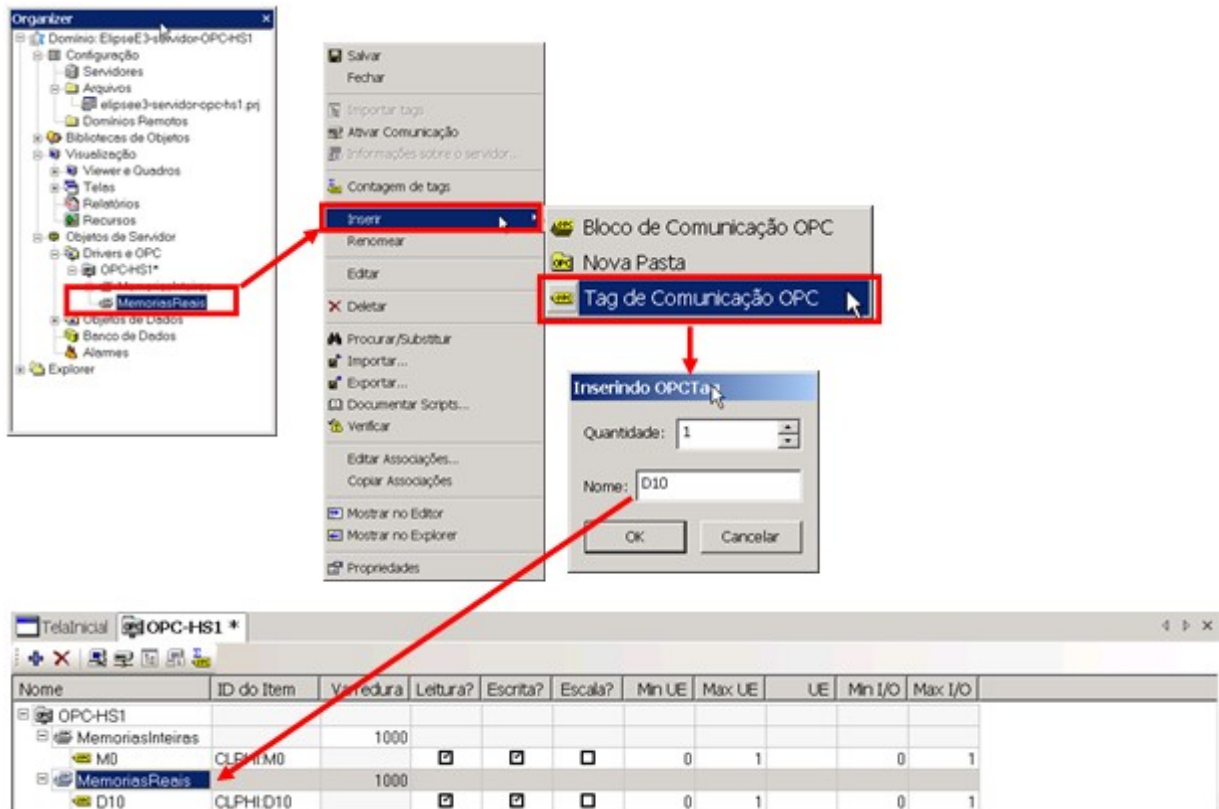 Organizer
Domínio: ElipseE3-servidor-OPC-HS1
Configuração
Servidores
Arquivos
elipsee3-servidor-opc-hs1.prj
Domínios Remotos
Bibliotecas de Objetos
Visualização
Viewer e Quadros
Telas
Relatórios
Recursos
Objetos de Servidor
Drivers e OPC
OPC-HS1*
MemoriasInteiras
MemoriasReais
Objetos de Dados
Banco de Dados
Alarmes
Explorer
Salvar
Fechar
Importar tags
Ativar Comunicação
Informações sobre o servidor...
Contagem de tags
Inserir
Renomear
Editar
Deletar
Procurar/Substituir
Importar...
Exportar...
Documentar Scripts...
Verificar
Editar Associações...
Copiar Associações
Mostrar no Editor
Mostrar no Explorer
Propriedades
Bloco de Comunicação OPC
Nova Pasta
Tag de Comunicação OPC
Inserindo OPCTag
Quantidade: 1
Nome: D10
OK Cancelar
TelaInicial OPC-HS1 *
Nome ID do Item Varredura Leitura? Escrita? Escala? Min UE Max UE UE Min I/O Max I/O
OPC-HS1
MemoriasInteiras 1000
M0 CLPHI:M0 0 1 0 1
MemoriasReais 1000
D10 CLPHI:D10 0 1 0 1